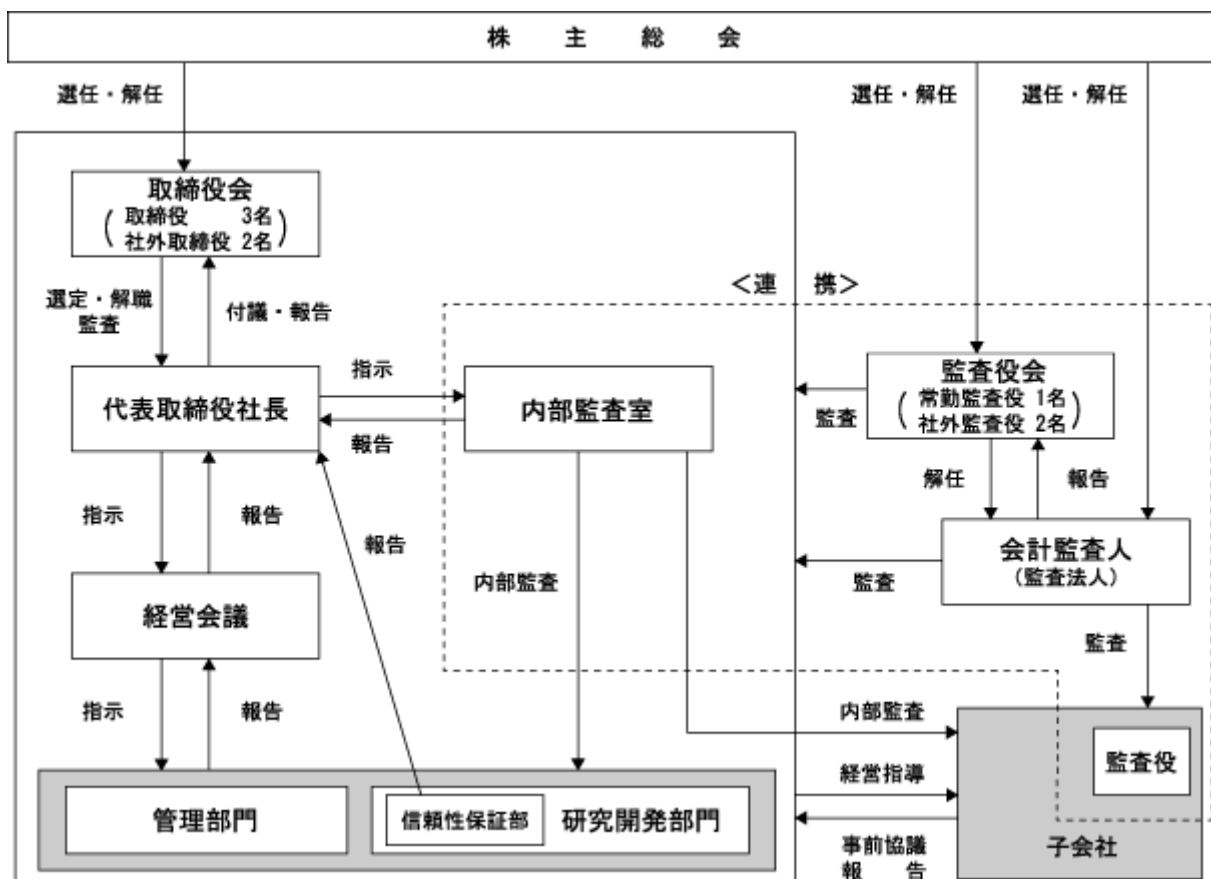 株主総会
選任・解任
選任・解任
選任・解任
取締役会
(取締役 3名
社外取締役 2名)
選定・解職
監査
付議・報告
<連携>
代表取締役社長
指示
報告
内部監査室
監査役会
(常勤監査役 1名
社外監査役 2名)
監査
解任
報告
指示
報告
報告
内部監査
会計監査人
(監査法人)
監査
監査
経営会議
指示
報告
内部監査
経営指導
事前協議
報告
管理部門
信頼性保証部
研究開発部門
監査役
子会社